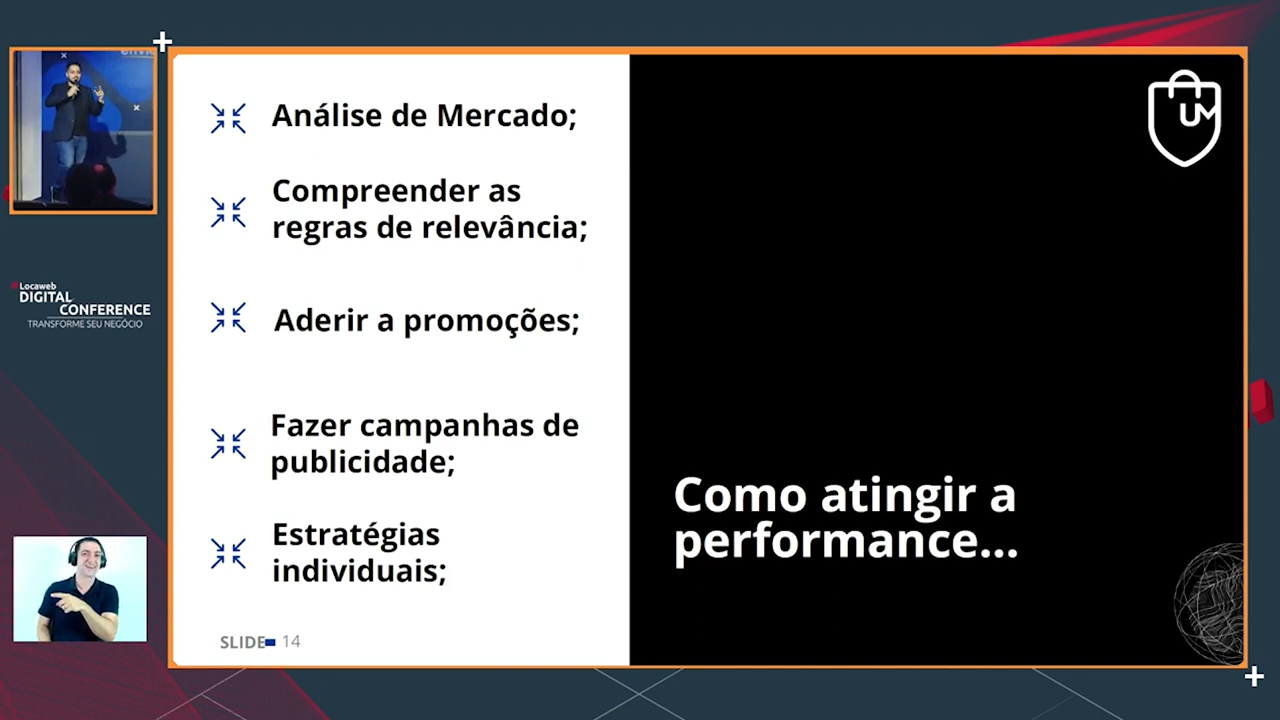 Análise de Mercado;
Compreender as
regras de relevância;
Aderir a promoções;
Fazer campanhas de
publicidade;
Estratégias
individuais;
SLIDE 14
Como atingir a
performance...
UM
Locaweb
DIGITAL
CONFERENCE
TRANSFORME SEU NEGÓCIO